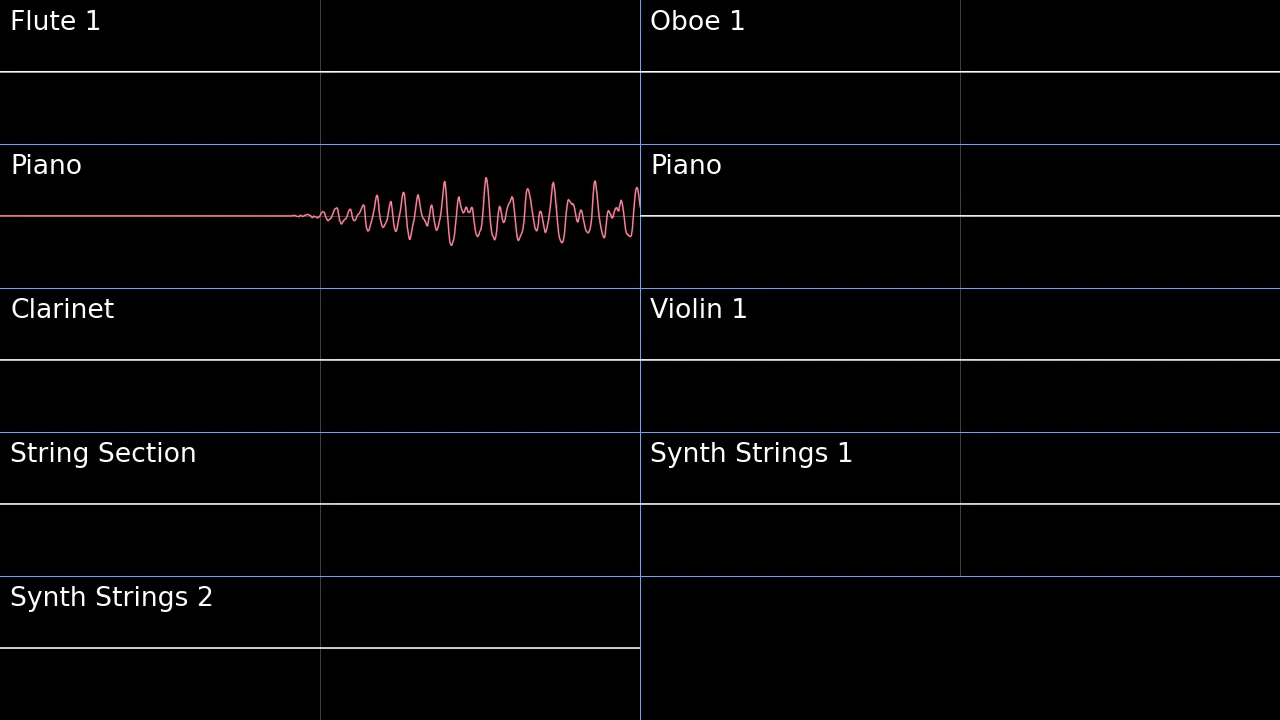 Flute 1
Oboe 1
Piano
Piano
Clarinet
Violin 1
String Section
Synth Strings 1
Synth Strings 2